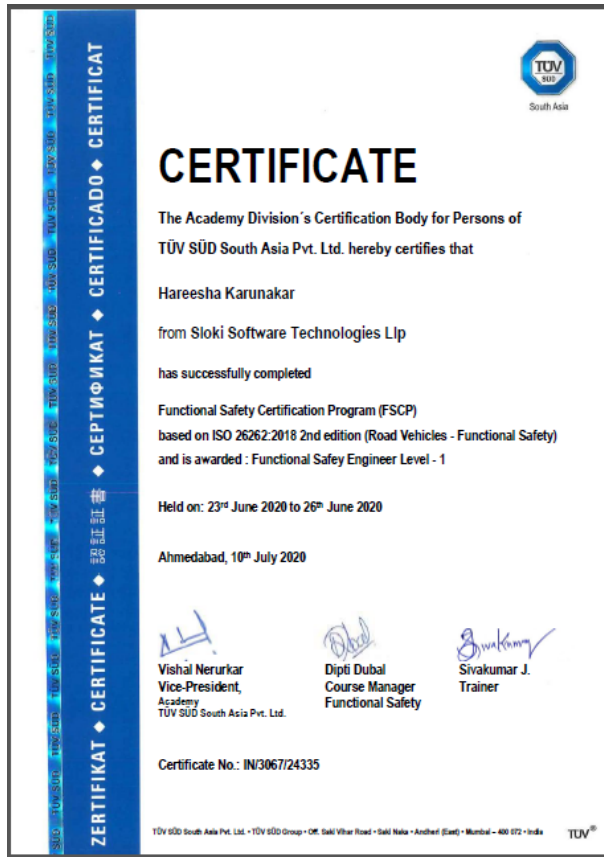 TÜV
SÜD
South Asia
CERTIFICATE
The Academy Division´s Certification Body for Persons of
TÜV SÜD South Asia Pvt. Ltd. hereby certifies that
Hareesha Karunakar
from Sloki Software Technologies Llp
has successfully completed
Functional Safety Certification Program (FSCP)
based on ISO 26262:2018 2nd edition (Road Vehicles - Functional Safety)
and is awarded : Functional Safey Engineer Level - 1
Held on: 23rd June 2020 to 26th June 2020
Ahmedabad, 10th July 2020
Vishal Nerurkar
Vice-President,
Academy
TÜV SÜD South Asia Pvt. Ltd.
Dipti Dubal
Course Manager
Functional Safety
Sivakumar J.
Trainer
Certificate No.: IN/3067/24335
TÜV SÜD South Asia Pvt. Ltd. • TÜV SÜD Group • Off. Saki Vihar Road • Saki Naka • Andheri (East) • Mumbai – 400 072 • India
TÜV®
ZERTIFIKAT ◆ CERTIFICATE ◆ 認証証書 ◆ СЕРТИФИКАТ ◆ CERTIFICADO ◆ CERTIFICAT